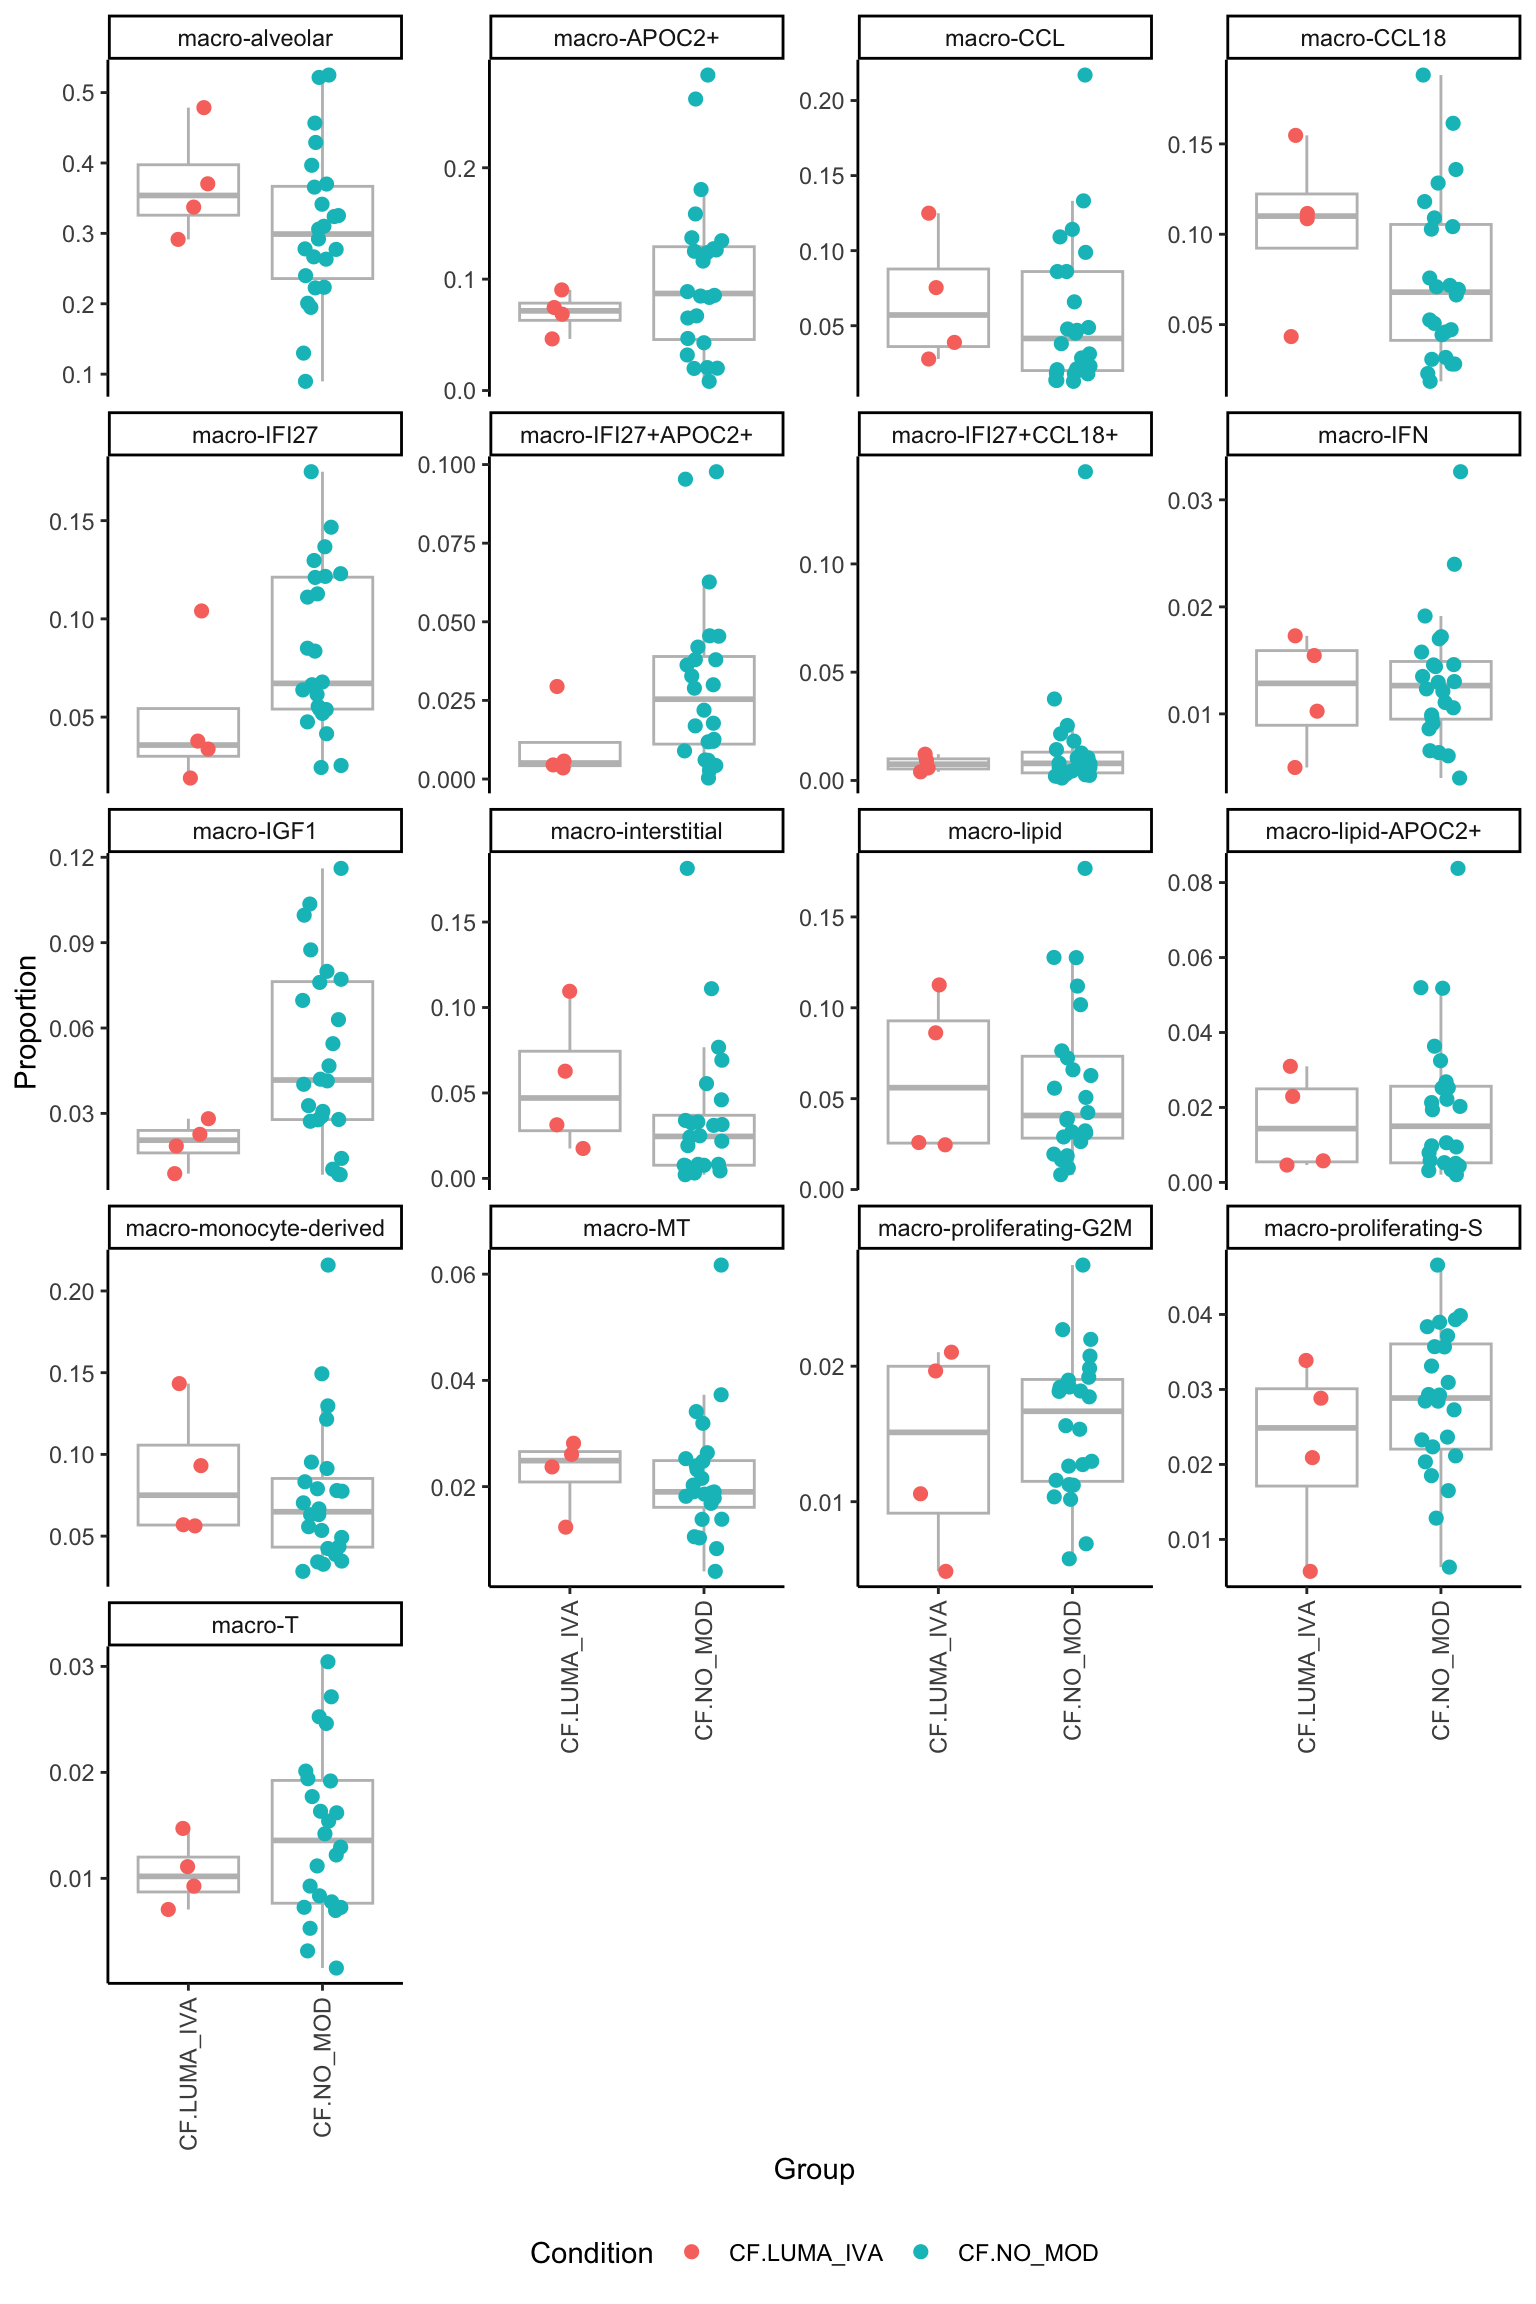 macro-alveolar
macro-APOC2+
macro-CCL
macro-CCL18
0.5
0.4
0.3
0.2
0.1
0.2
0.1
0.0
0.20
0.15
0.10
0.05
0.15
0.10
0.05
macro-IFI27
macro-IFI27+APOC2+
macro-IFI27+CCL18+
macro-IFN
0.15
0.10
0.05
0.100
0.075
0.050
0.025
0.000
0.10
0.05
0.00
0.03
0.02
0.01
macro-IGF1
macro-interstitial
macro-lipid
macro-lipid-APOC2+
0.12
0.09
0.06
0.03
0.15
0.10
0.05
0.00
0.15
0.10
0.05
0.00
0.08
0.06
0.04
0.02
0.00
macro-monocyte-derived
macro-MT
macro-proliferating-G2M
macro-proliferating-S
0.20
0.15
0.10
0.05
0.06
0.04
0.02
0.02
0.01
0.04
0.03
0.02
0.01
CF.LUMA_IVA
CF.NO_MOD
CF.LUMA_IVA
CF.NO_MOD
CF.LUMA_IVA
CF.NO_MOD
macro-T
0.03
0.02
0.01
CF.LUMA_IVA
CF.NO_MOD
Proportion
Group
Condition CF.LUMA_IVA CF.NO_MOD